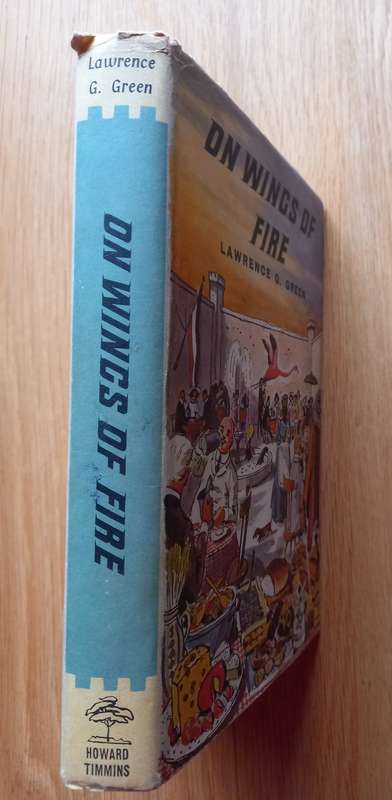 Lawrence
G. Green
ON WINGS OF FIRE
HOWARD
TIMMINS
ON WINGS OF
FIRE
LAWRENCE G. GREEN